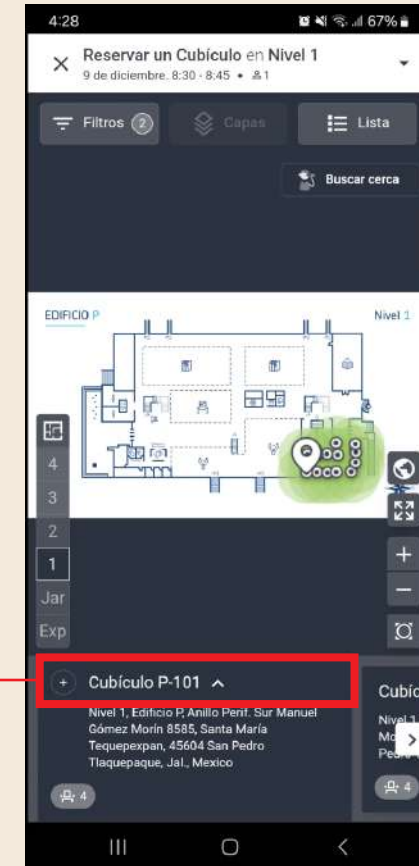 4:28
67%
Reservar un Cubículo en Nivel 1
9 de diciembre. 8:30 - 8:45 • 1
Filtros 2
Capas
Lista
Buscar cerca
EDIFICIO P
Nivel 1
4
3
2
1
Jar
Exp
Cubículo P-101
Nivel 1, Edificio P, Anillo Perif. Sur Manuel
Gómez Morín 8585, Santa María
Tequepexpan, 45604 San Pedro
Tlaquepaque, Jal., Mexico
4
Cubíc
Nivel 1
4